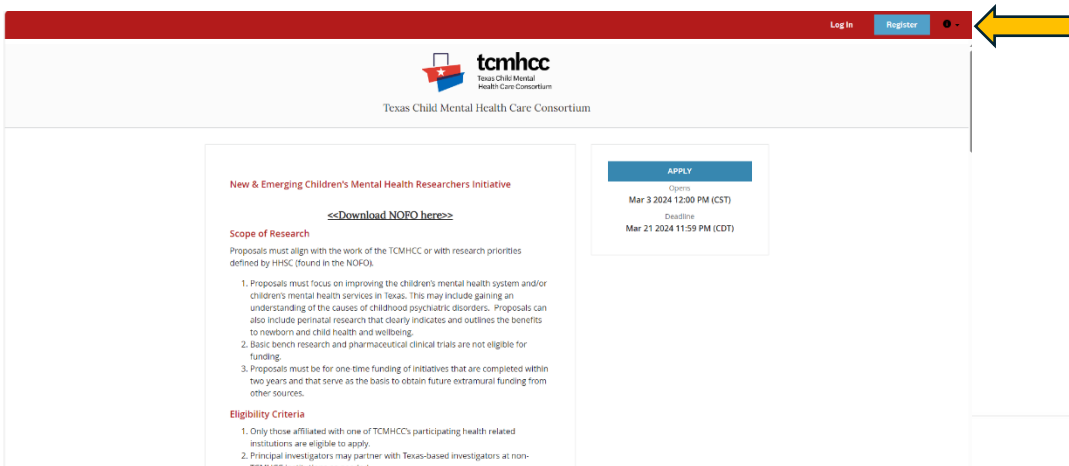 Log In Register
tcmhcc
Texas Child Mental
Health Care Consortium
Texas Child Mental Health Care Consortium
New & Emerging Children's Mental Health Researchers Initiative
<<Download NOFO here>>
Scope of Research
Proposals must align with the work of the TCMHCC or with research priorities
defined by HHSC (found in the NOFO).
1. Proposals must focus on improving the children's mental health system and/or
children's mental health services in Texas. This may include gaining an
understanding of the causes of childhood psychiatric disorders. Proposals can
also include perinatal research that clearly indicates and outlines the benefits
to newborn and child health and wellbeing.
2. Basic bench research and pharmaceutical clinical trials are not eligible for
funding.
3. Proposals must be for one-time funding of initiatives that are completed within
two years and that serve as the basis to obtain future extramural funding from
other sources.
Eligibility Criteria
1. Only those affiliated with one of TCMHCC's participating health related
institutions are eligible to apply.
2. Principal investigators may partner with Texas-based investigators at non-
APPLY
Opens
Mar 3 2024 12:00 PM (CST)
Deadline
Mar 21 2024 11:59 PM (CDT)